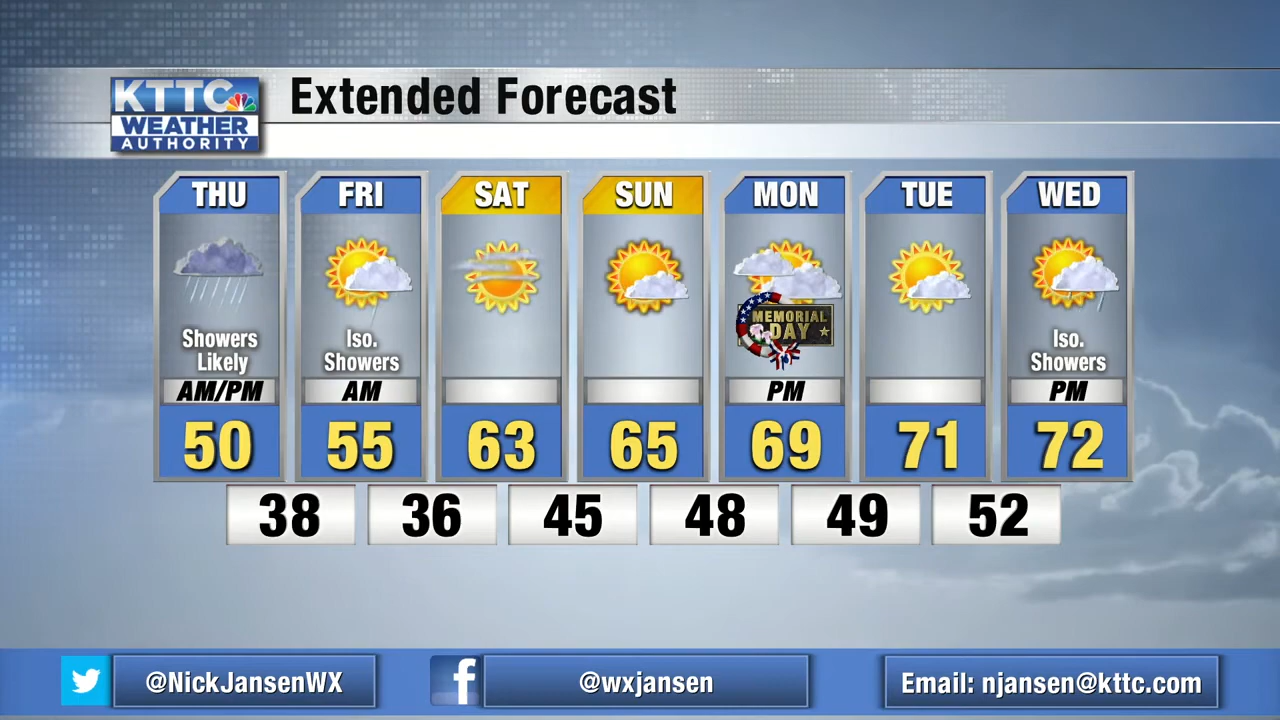 KTTC
WEATHER
AUTHORITY
Extended Forecast
THU
FRI
SAT
SUN
MON
TUE
WED
Showers
Likely
Iso.
Showers
MEMORIAL
DAY
Iso.
Showers
AM/PM
AM
PM
PM
50
55
63
65
69
71
72
38
36
45
48
49
52
@NickJansenWX
f
@wxjansen
Email: njansen@kttc.com